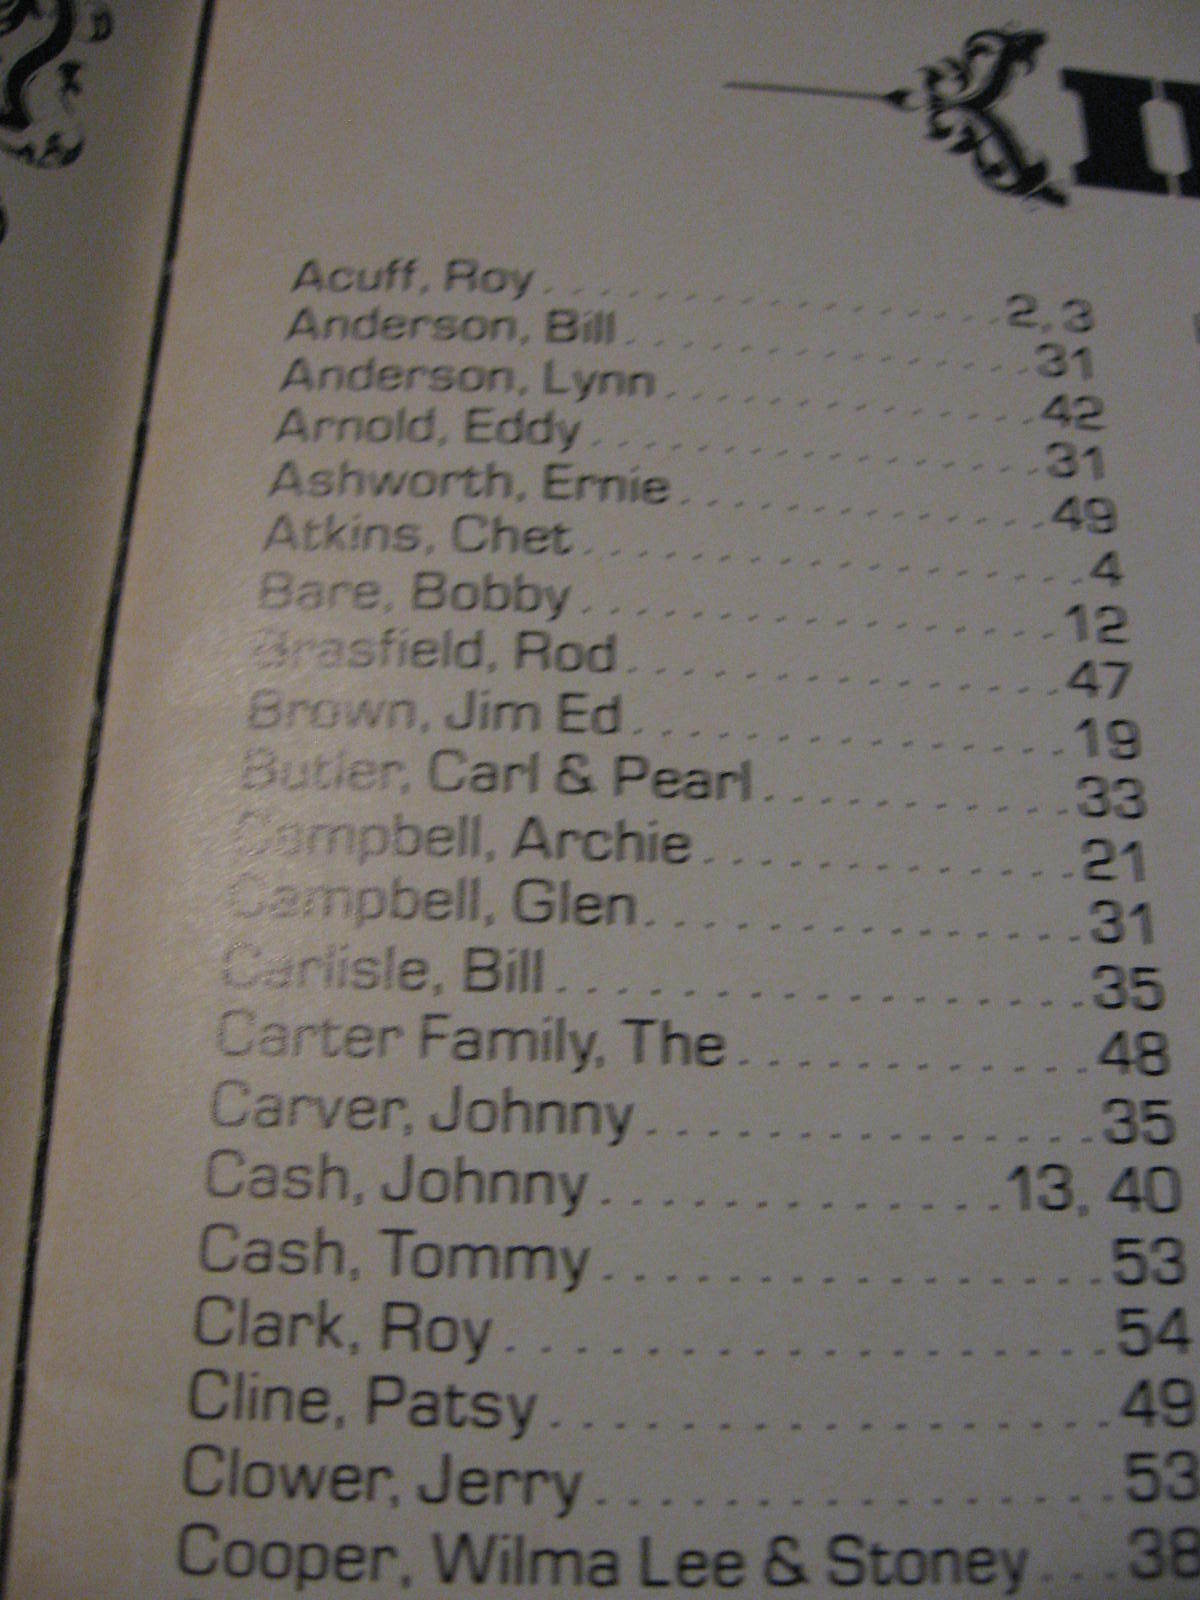 Acuff, Roy . . . . . . . . . . . . . . . . . 2, 3
Anderson, Bill . . . . . . . . . . . . . . . 31
Anderson, Lynn . . . . . . . . . . . . . . 42
Arnold, Eddy . . . . . . . . . . . . . . . . 31
Ashworth, Ernie . . . . . . . . . . . . . 49
Atkins, Chet . . . . . . . . . . . . . . . . . . 4
Bare, Bobby . . . . . . . . . . . . . . . . . 12
Brasfield, Rod . . . . . . . . . . . . . . . 47
Brown, Jim Ed . . . . . . . . . . . . . . . 19
Butler, Carl & Pearl . . . . . . . . . . . 33
Campbell, Archie . . . . . . . . . . . . . 21
Campbell, Glen . . . . . . . . . . . . . . . 31
Carlisle, Bill . . . . . . . . . . . . . . . . . 35
Carter Family, The . . . . . . . . . . . . 48
Carver, Johnny . . . . . . . . . . . . . . . 35
Cash, Johnny . . . . . . . . . . . . . 13, 40
Cash, Tommy . . . . . . . . . . . . . . . . 53
Clark, Roy . . . . . . . . . . . . . . . . . . . 54
Cline, Patsy . . . . . . . . . . . . . . . . . . 49
Clower, Jerry . . . . . . . . . . . . . . . . 53
Cooper, Wilma Lee & Stoney . . . 38